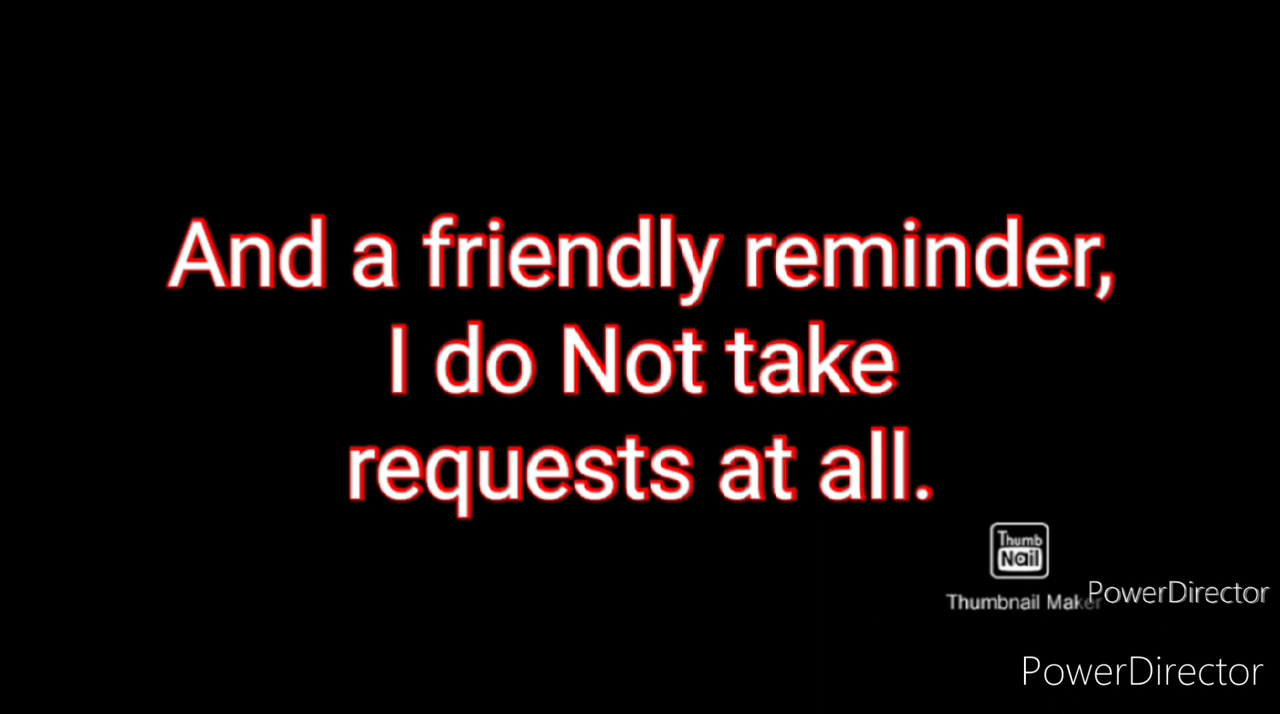 And a friendly reminder,
I do Not take
requests at all.
Thumb
Nail
Thumbnail Maker
PowerDirector
PowerDirector